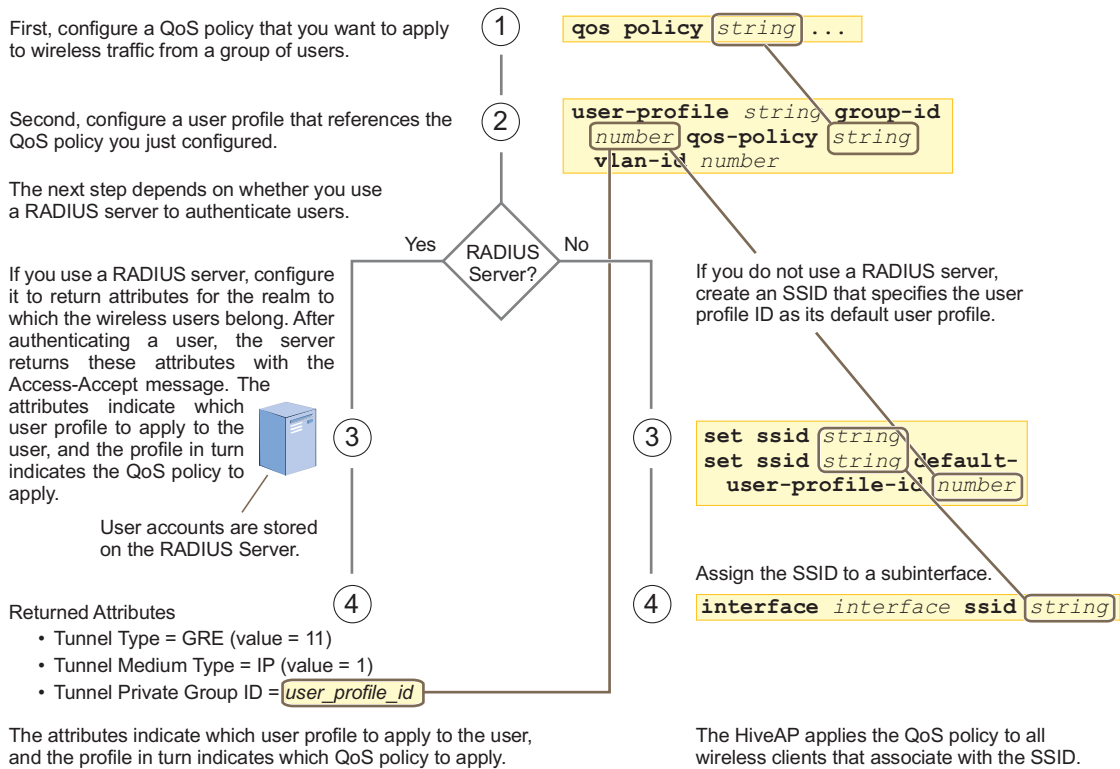 First, configure a QoS policy that you want to apply
to wireless traffic from a group of users.
1
qos policy string ...
Second, configure a user profile that references the
QoS policy you just configured.
2
user-profile string group-id
number qos-policy string
vlan-id number
The next step depends on whether you use
a RADIUS server to authenticate users.
Yes
RADIUS
Server?
No
If you use a RADIUS server, configure
it to return attributes for the realm to
which the wireless users belong. After
authenticating a user, the server
returns these attributes with the
Access-Accept message. The
attributes indicate which
user profile to apply to the
user, and the profile in turn
indicates the QoS policy to
apply.
3
User accounts are stored
on the RADIUS Server.
If you do not use a RADIUS server,
create an SSID that specifies the user
profile ID as its default user profile.
3
set ssid string
set ssid string default-
user-profile-id number
4
Returned Attributes
• Tunnel Type = GRE (value = 11)
• Tunnel Medium Type = IP (value = 1)
• Tunnel Private Group ID = user_profile_id
The attributes indicate which user profile to apply to the user,
and the profile in turn indicates which QoS policy to apply.
Assign the SSID to a subinterface.
4
interface interface ssid string
The HiveAP applies the QoS policy to all
wireless clients that associate with the SSID.